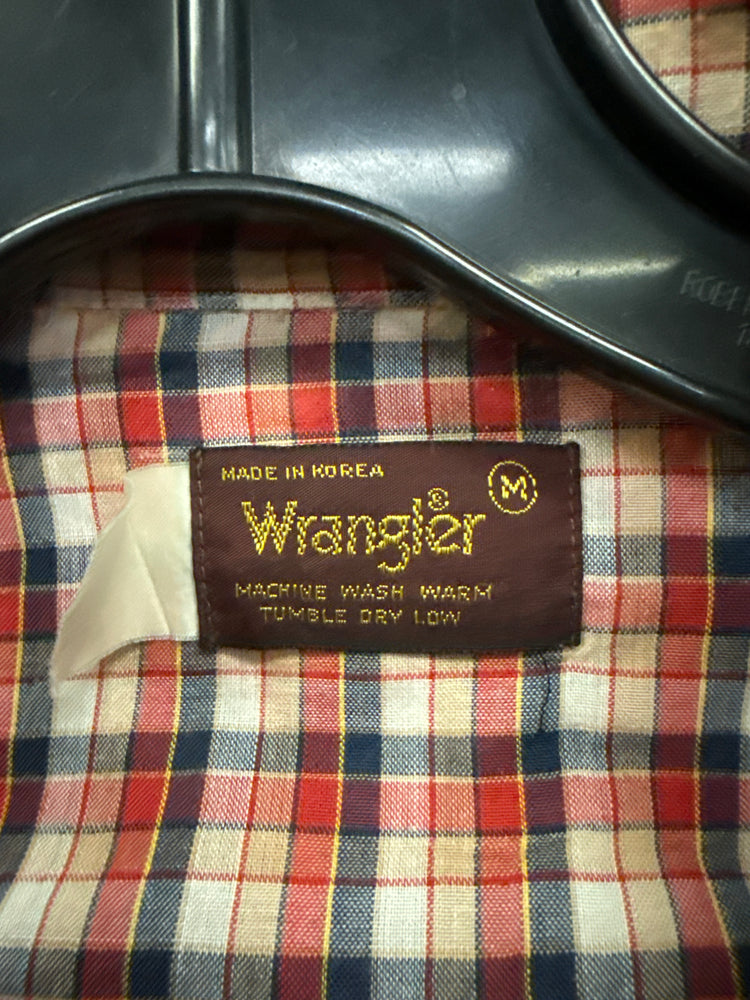 MADE IN KOREA
M
Wrangler®
MACHINE WASH WARM
TUMBLE DRY LOW